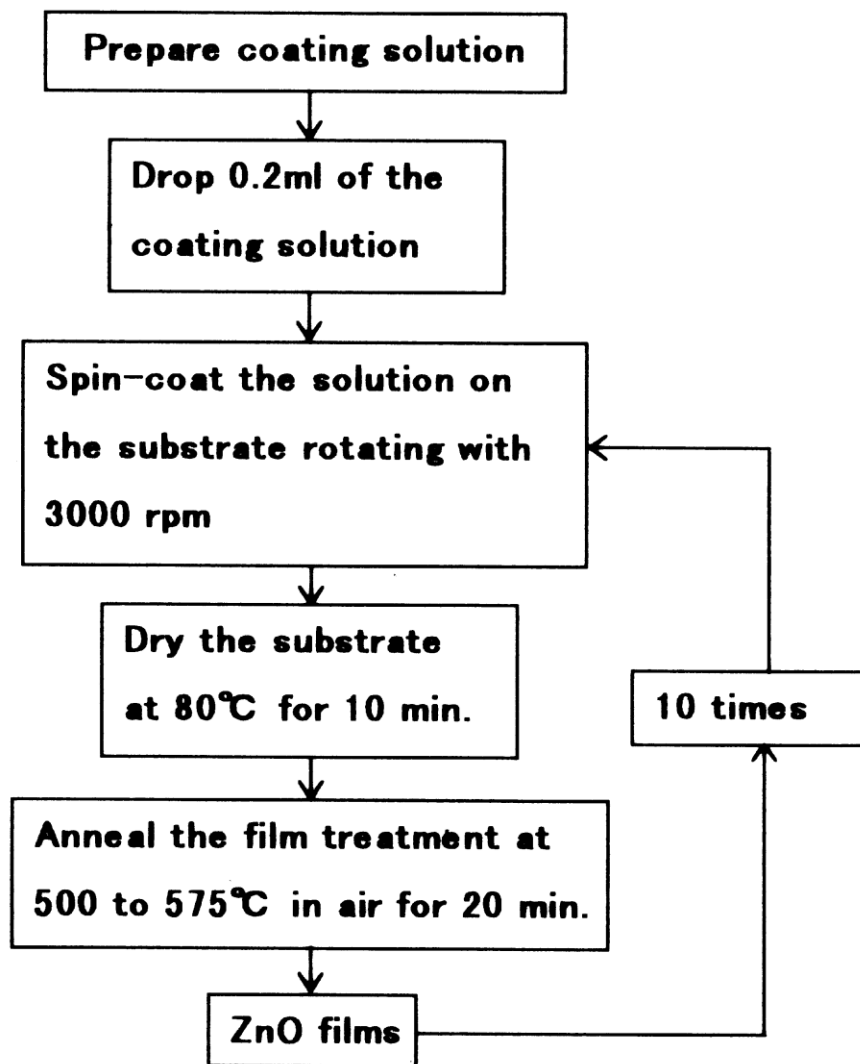 Prepare coating solution
Drop 0.2ml of the
coating solution
Spin-coat the solution on
the substrate rotating with
3000 rpm
Dry the substrate
at 80℃ for 10 min.
10 times
Anneal the film treatment at
500 to 575℃ in air for 20 min.
ZnO films